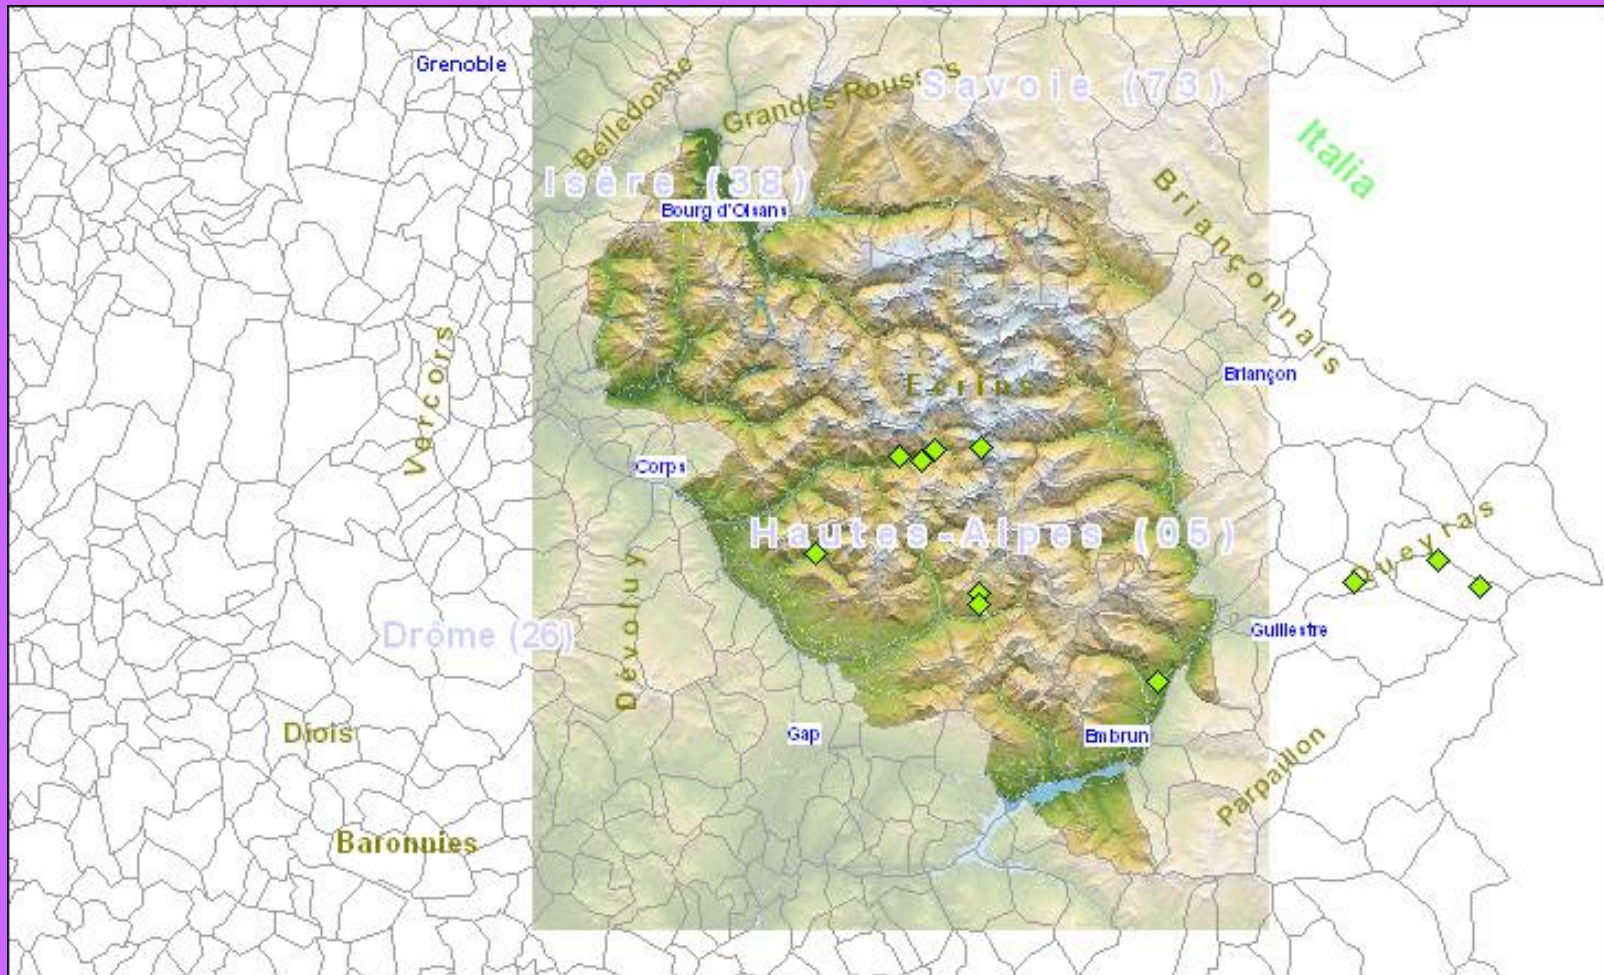 Grenoble
Belledonne
Grandes Rousses
Savoie (73)
Italia
Isère (38)
Bourg d'Oisans
Briançonnais
Vercors
Ecrins
Briançon
Corps
Hautes-Alpes (05)
Queyras
Dévoluy
Drôme (26)
Guillestre
Diois
Gap
Embrun
Parpaillon
Baronnies